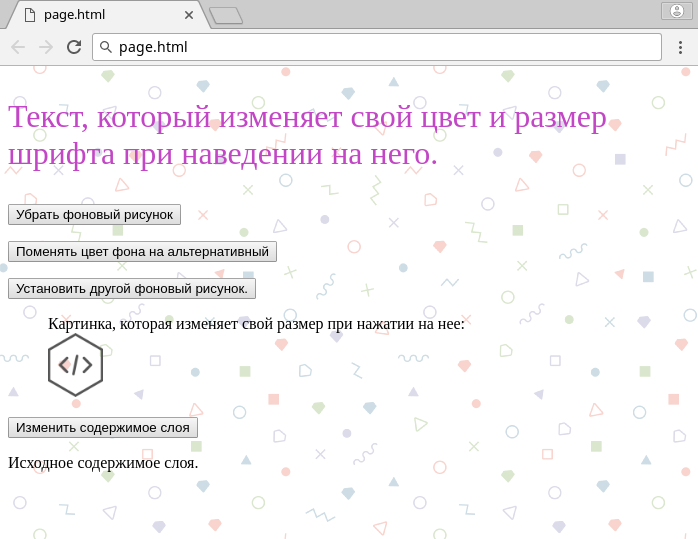 page.html
page.html
Текст, который изменяет свой цвет и размер
шрифта при наведении на него.
Убрать фоновый рисунок
Поменять цвет фона на альтернативный
Установить другой фоновый рисунок.
Картинка, которая изменяет свой размер при нажатии на нее:
</>
Изменить содержимое слоя
Исходное содержимое слоя.